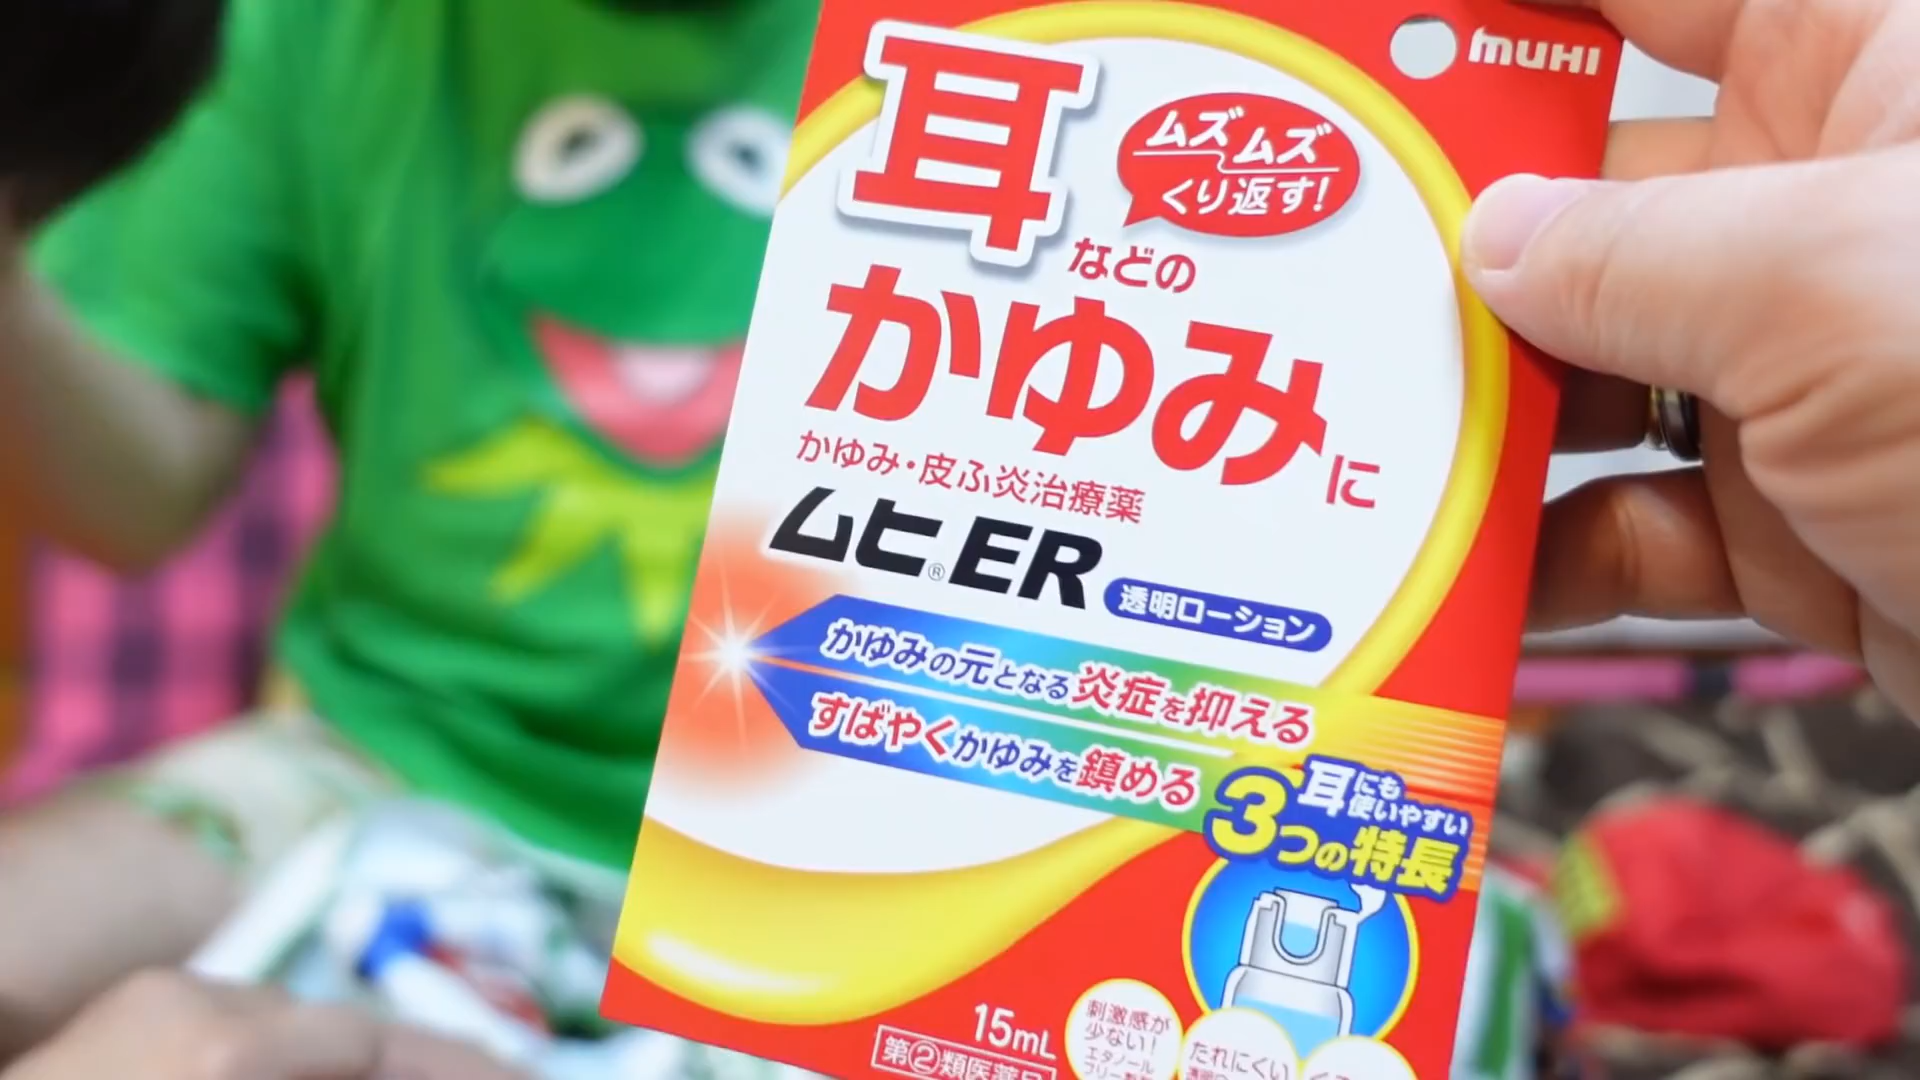 muHI
耳
ムズムズ
くり返す!
などの
かゆみに
かゆみ・皮ふ炎治療薬
ムヒ®ER
透明ローション
かゆみの元となる炎症を抑える
すばやくかゆみを鎮める
耳にも
使いやすい
3つの特長
15mL
第②類医薬品
刺激感が
少ない!
エタノール
フリー
たれにくい